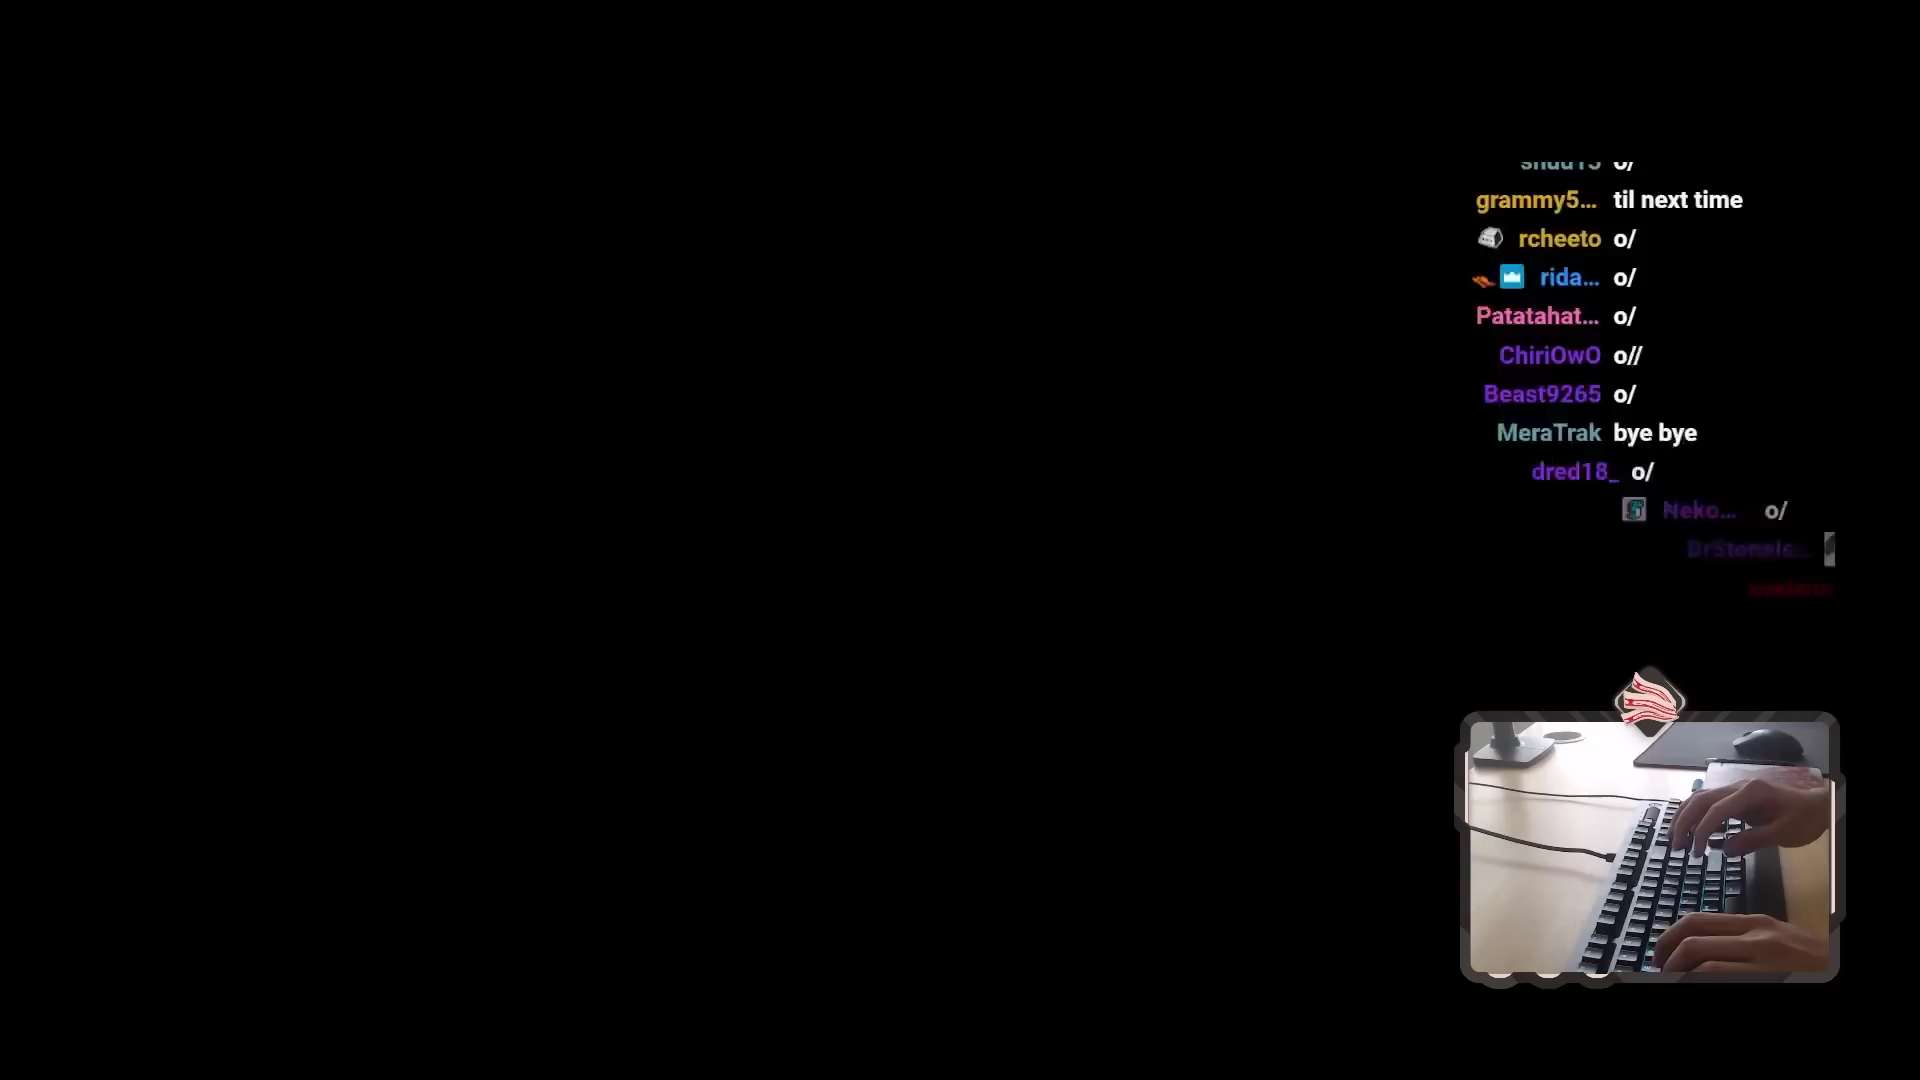 o/
grammy5... til next time
rcheeto o/
rida... o/
Patatahat... o/
ChiriOwO o//
Beast9265 o/
MeraTrak bye bye
dred18_ o/
Neko... o/